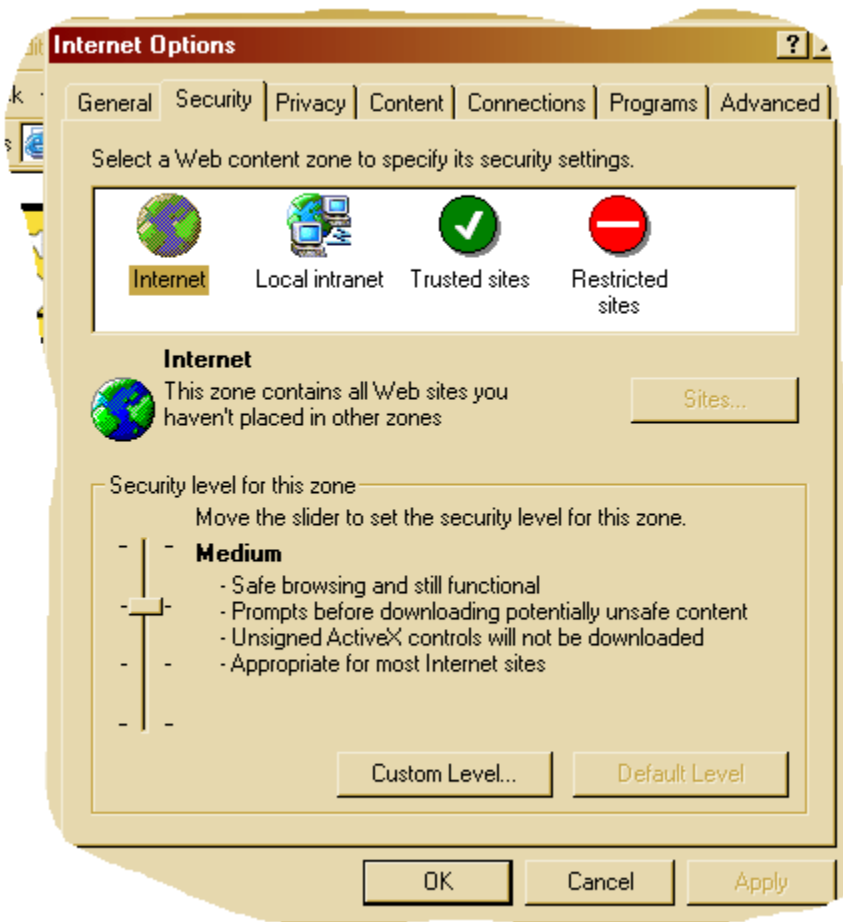 Internet Options
General Security Privacy Content Connections Programs Advanced
Select a Web content zone to specify its security settings.
Internet Local intranet Trusted sites Restricted sites
Internet
This zone contains all Web sites you
haven't placed in other zones
Sites...
Security level for this zone
Move the slider to set the security level for this zone.
Medium
- Safe browsing and still functional
- Prompts before downloading potentially unsafe content
- Unsigned ActiveX controls will not be downloaded
- Appropriate for most Internet sites
Custom Level... Default Level
OK Cancel Apply